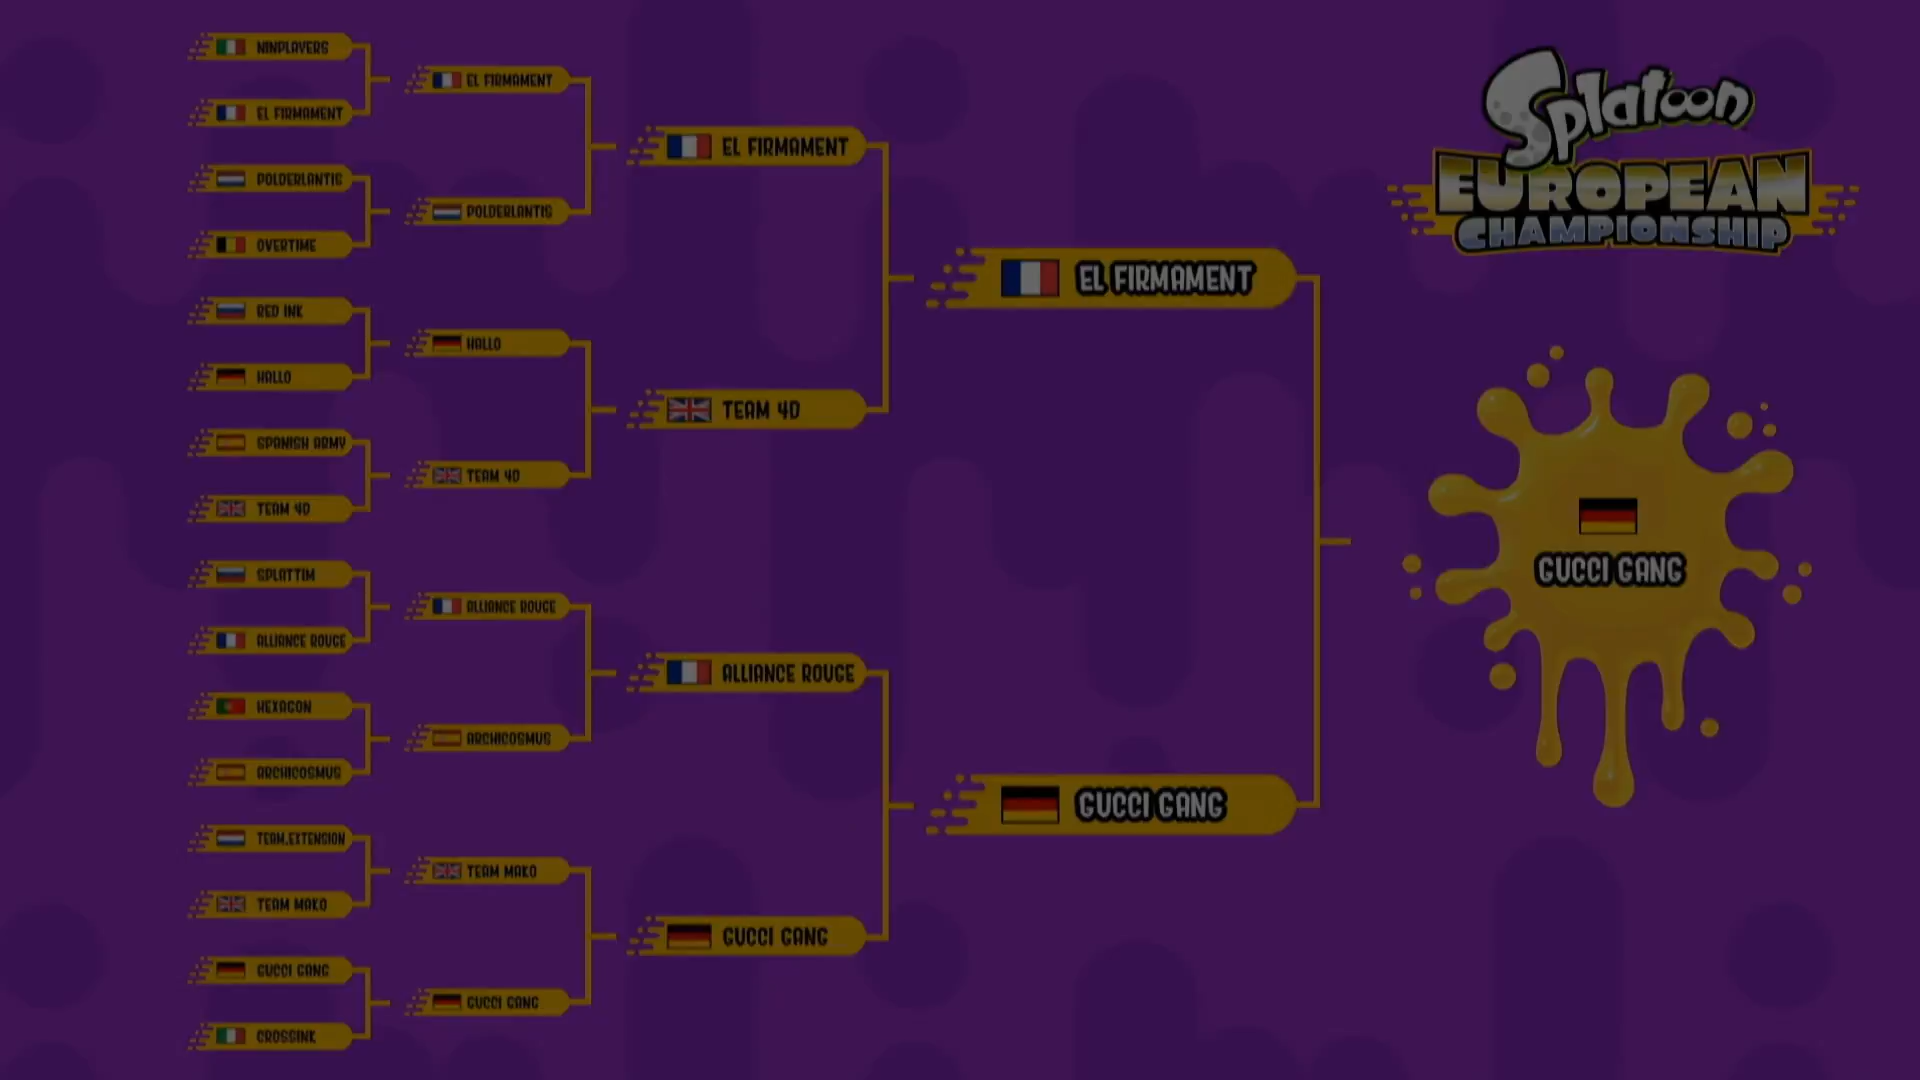 NINPLAYERS
EL FIRMAMENT
POLDERLANTIS
OVERTIME
RED INK
HALLO
SPANISH ARMY
TEAM 4D
SPLATTIM
ALLIANCE ROUGE
HEXAGON
ARCHICOSMUS
TEAM.EXTENSION
TEAM MAKO
GUCCI GANG
CROSSINK
EL FIRMAMENT
POLDERLANTIS
HALLO
TEAM 4D
ALLIANCE ROUGE
ARCHICOSMUS
TEAM MAKO
GUCCI GANG
EL FIRMAMENT
TEAM 4D
ALLIANCE ROUGE
GUCCI GANG
EL FIRMAMENT
GUCCI GANG
Splatoon
EUROPEAN
CHAMPIONSHIP
GUCCI GANG